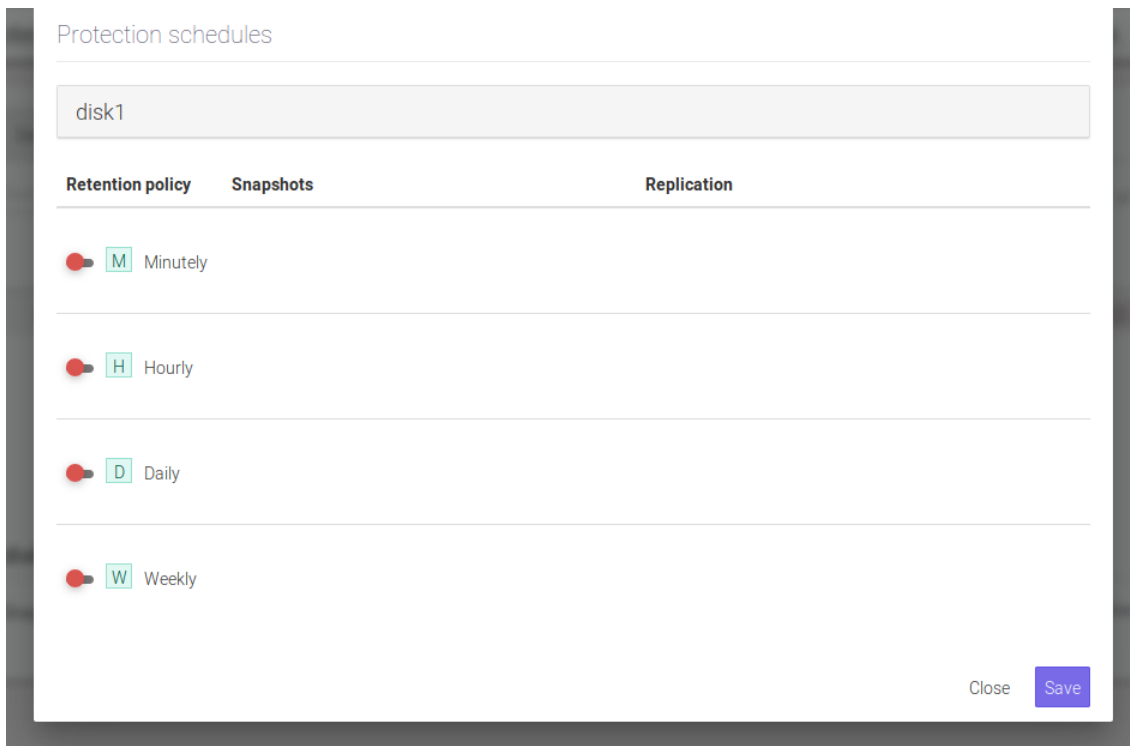 Protection schedules
disk1
Retention policy Snapshots Replication
M Minutely
H Hourly
D Daily
W Weekly
Close Save